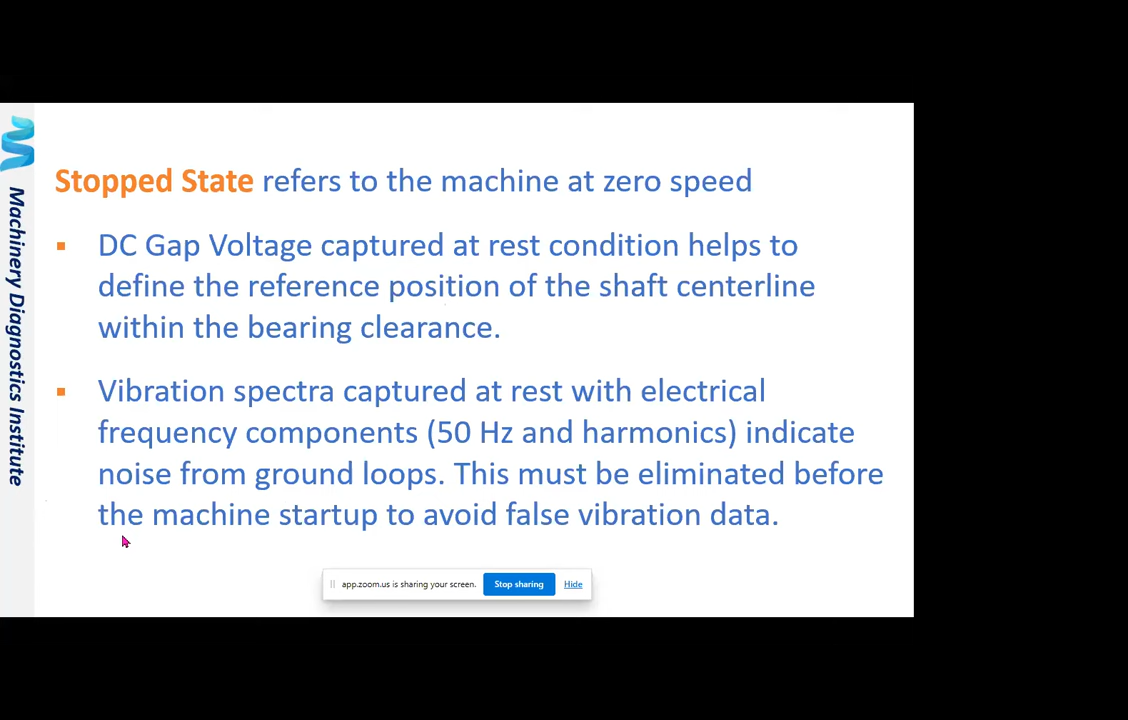 Machinery Diagnostics Institute
Stopped State refers to the machine at zero speed
▪ DC Gap Voltage captured at rest condition helps to
define the reference position of the shaft centerline
within the bearing clearance.
▪ Vibration spectra captured at rest with electrical
frequency components (50 Hz and harmonics) indicate
noise from ground loops. This must be eliminated before
the machine startup to avoid false vibration data.
app.zoom.us is sharing your screen. Stop sharing Hide